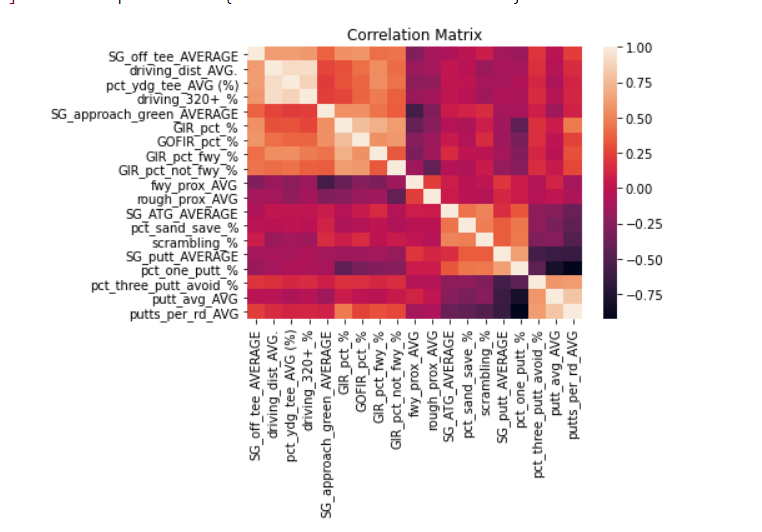 Correlation Matrix
SG_off_tee_AVERAGE
driving_dist_AVG.
pct_ydg_tee_AVG (%)
driving_320+_%
SG_approach_green_AVERAGE
GIR_pct_%
GOFIR_pct_%
GIR_pct_fwy_%
GIR_pct_not_fwy_%
fwy_prox_AVG
rough_prox_AVG
SG_ATG_AVERAGE
pct_sand_save_%
scrambling_%
SG_putt_AVERAGE
pct_one_putt_%
pct_three_putt_avoid_%
putt_avg_AVG
putts_per_rd_AVG
1.00
0.75
0.50
0.25
0.00
−0.25
−0.50
−0.75
SG_off_tee_AVERAGE
driving_dist_AVG.
pct_ydg_tee_AVG (%)
driving_320+_%
SG_approach_green_AVERAGE
GIR_pct_%
GOFIR_pct_%
GIR_pct_fwy_%
GIR_pct_not_fwy_%
fwy_prox_AVG
rough_prox_AVG
SG_ATG_AVERAGE
pct_sand_save_%
scrambling_%
SG_putt_AVERAGE
pct_one_putt_%
pct_three_putt_avoid_%
putt_avg_AVG
putts_per_rd_AVG